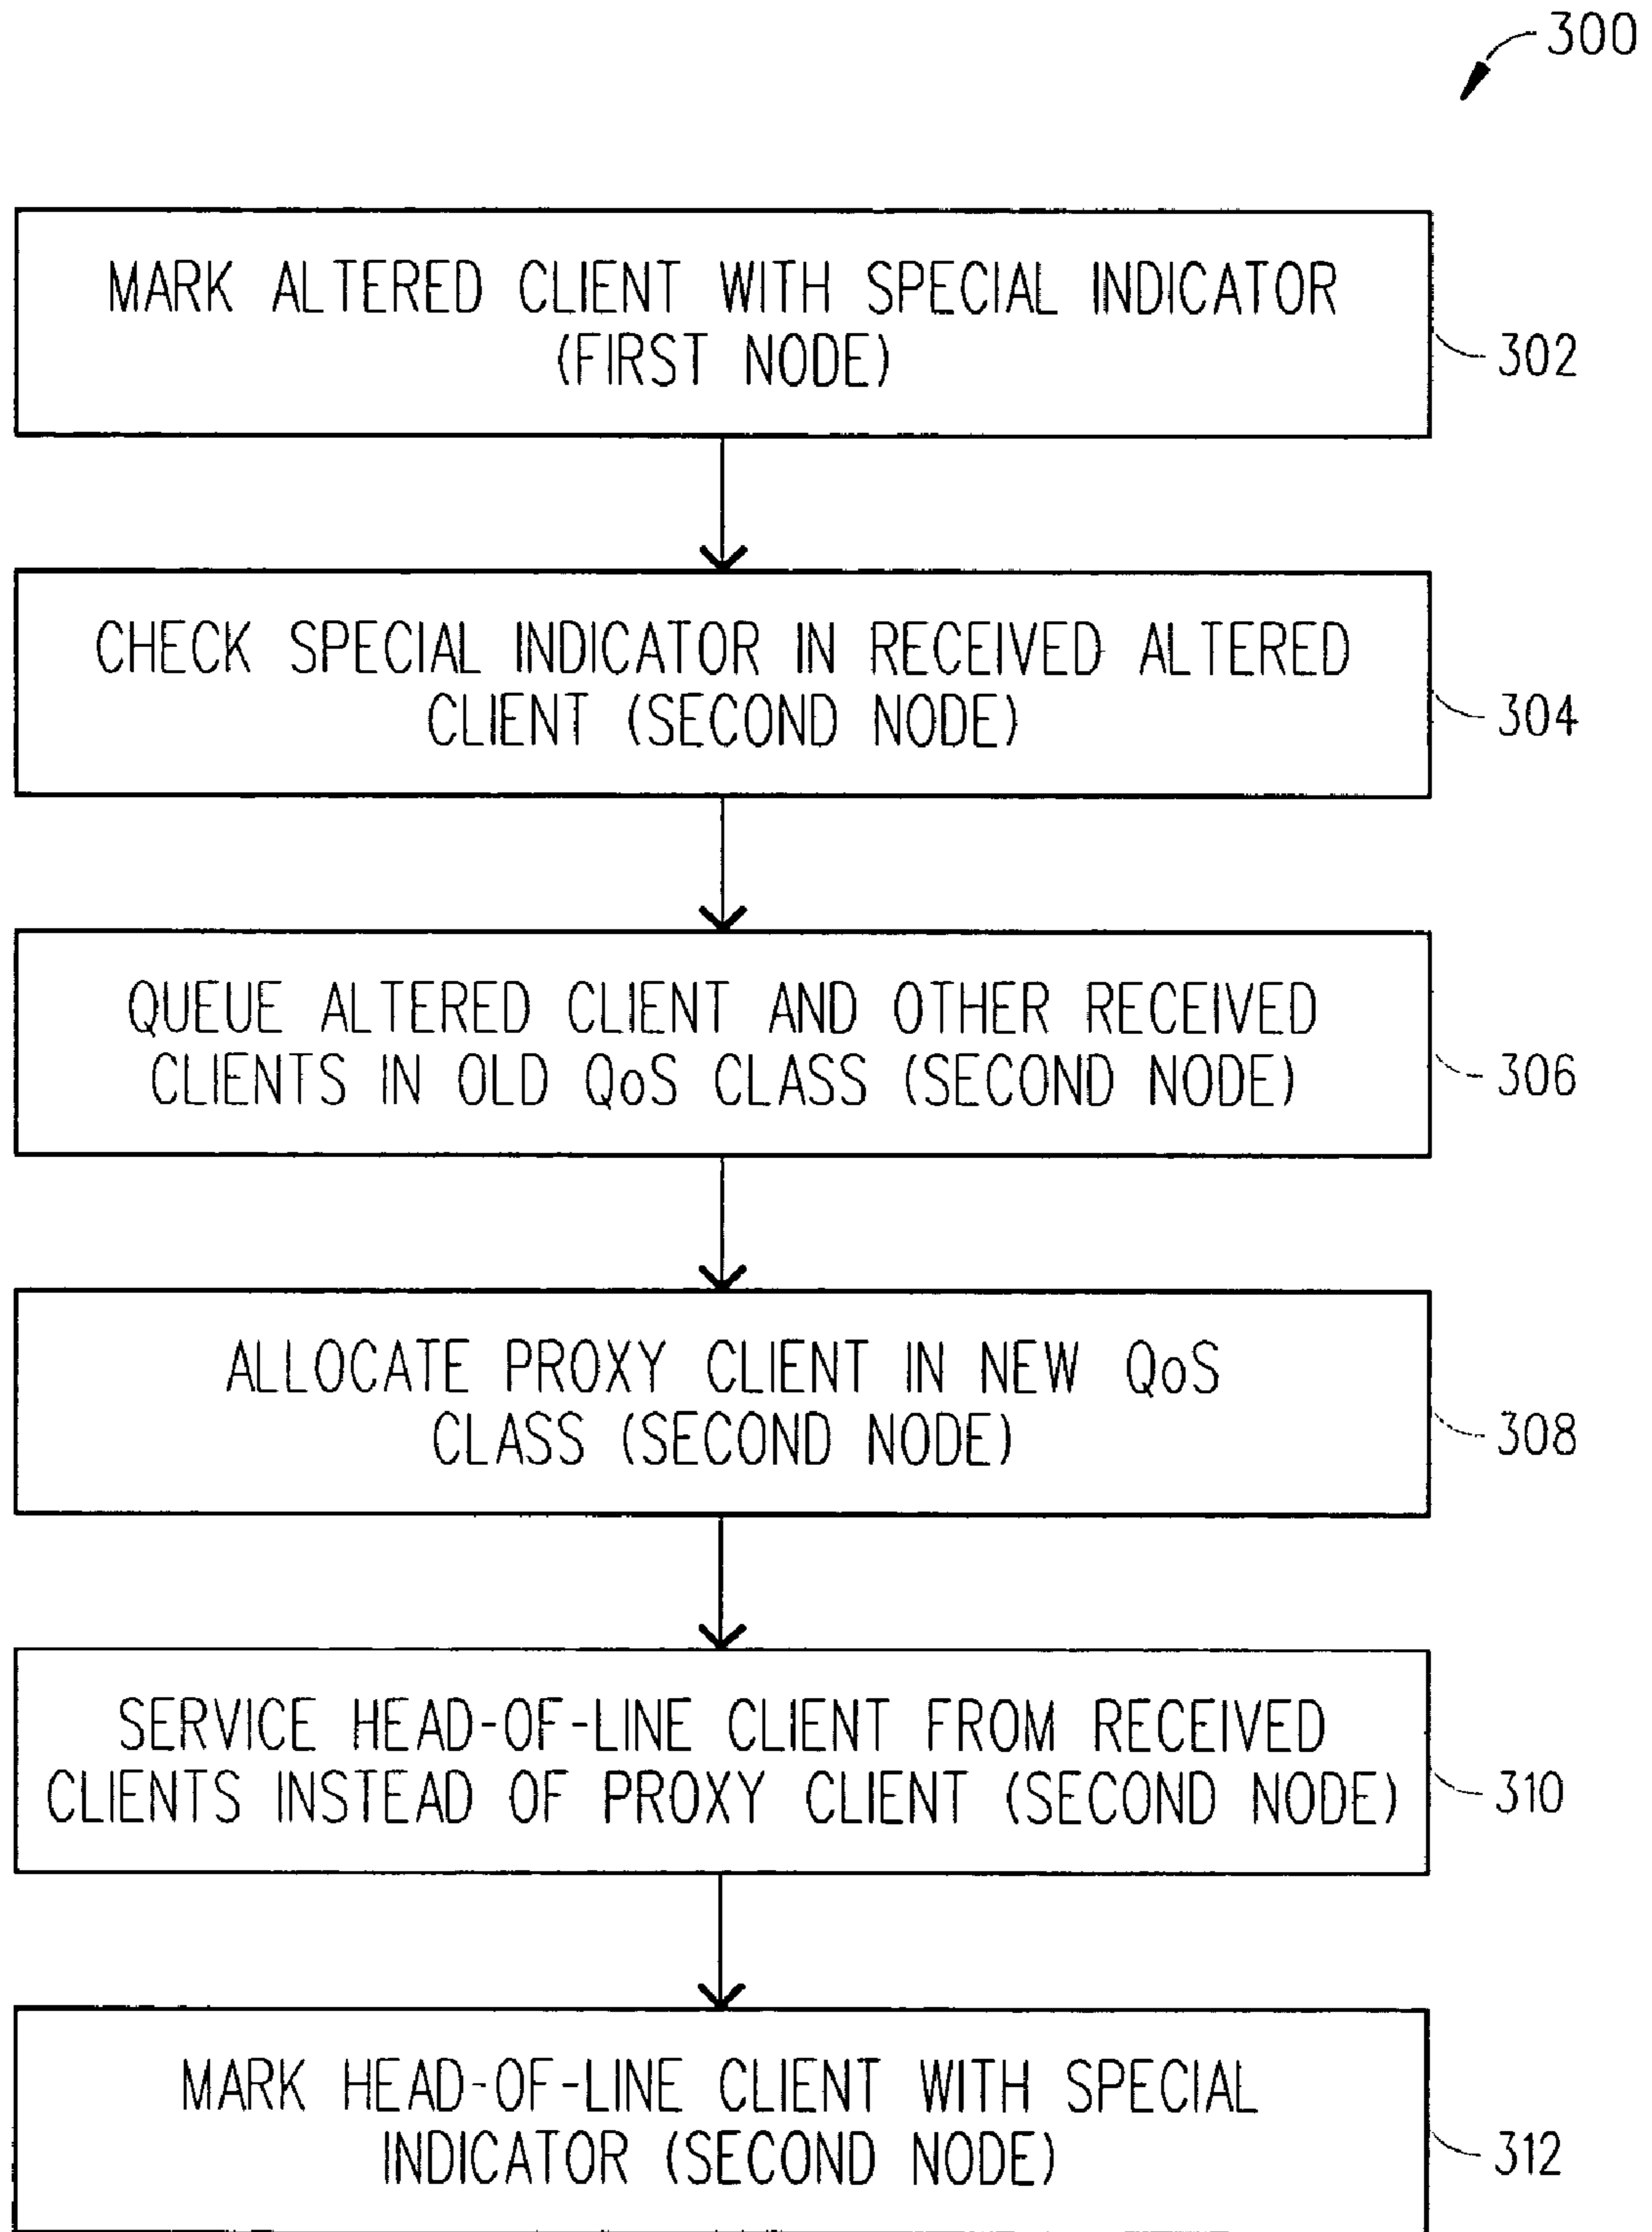 300
MARK ALTERED CLIENT WITH SPECIAL INDICATOR
(FIRST NODE)
302
CHECK SPECIAL INDICATOR IN RECEIVED ALTERED
CLIENT (SECOND NODE)
304
QUEUE ALTERED CLIENT AND OTHER RECEIVED
CLIENTS IN OLD QoS CLASS (SECOND NODE)
306
ALLOCATE PROXY CLIENT IN NEW QoS
CLASS (SECOND NODE)
308
SERVICE HEAD-OF-LINE CLIENT FROM RECEIVED
CLIENTS INSTEAD OF PROXY CLIENT (SECOND NODE)
310
MARK HEAD-OF-LINE CLIENT WITH SPECIAL
INDICATOR (SECOND NODE)
312